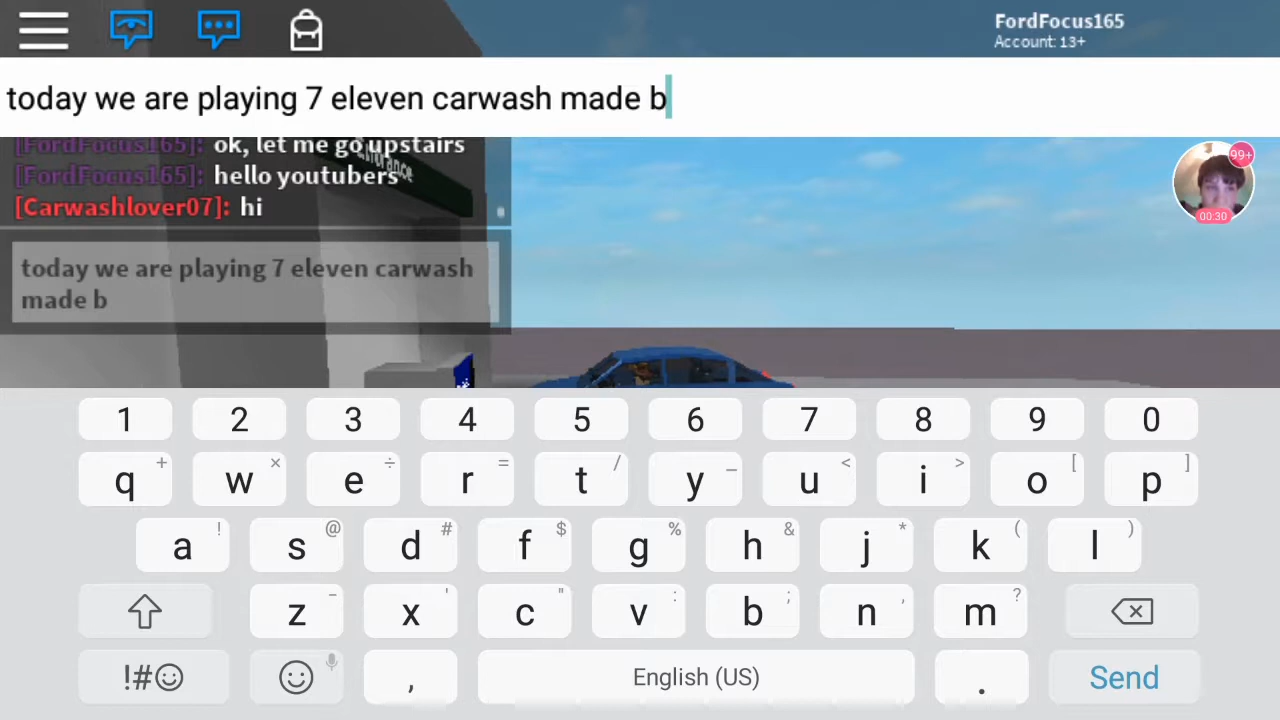 FordFocus165
Account: 13+
today we are playing 7 eleven carwash made b
[FordFocus165]: ok, let me go upstairs
Entrance
[FordFocus165]: hello youtubers
[Carwashlover07]: hi
today we are playing 7 eleven carwash
made b
99+
00:30
1 2 3 4 5 6 7 8 9 0
q + w × e ÷ r = t / y _ u < i > o [ p ]
a ! s @ d # f $ g % h & j * k ( l )
z - x ' c " v : b ; n , m ?
!#☺ , English (US) . Send